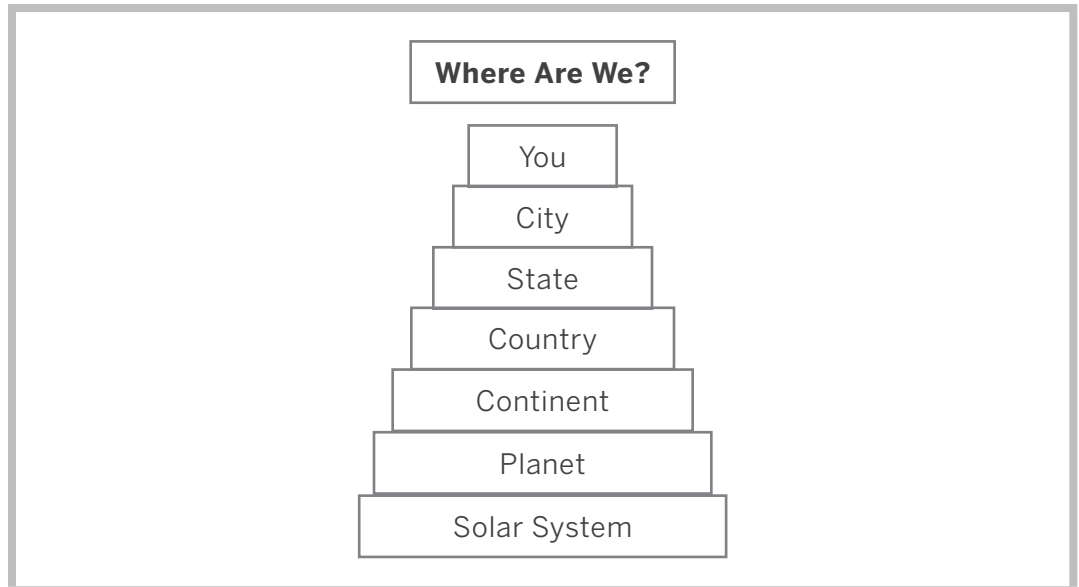 Where Are We?
You
City
State
Country
Continent
Planet
Solar System